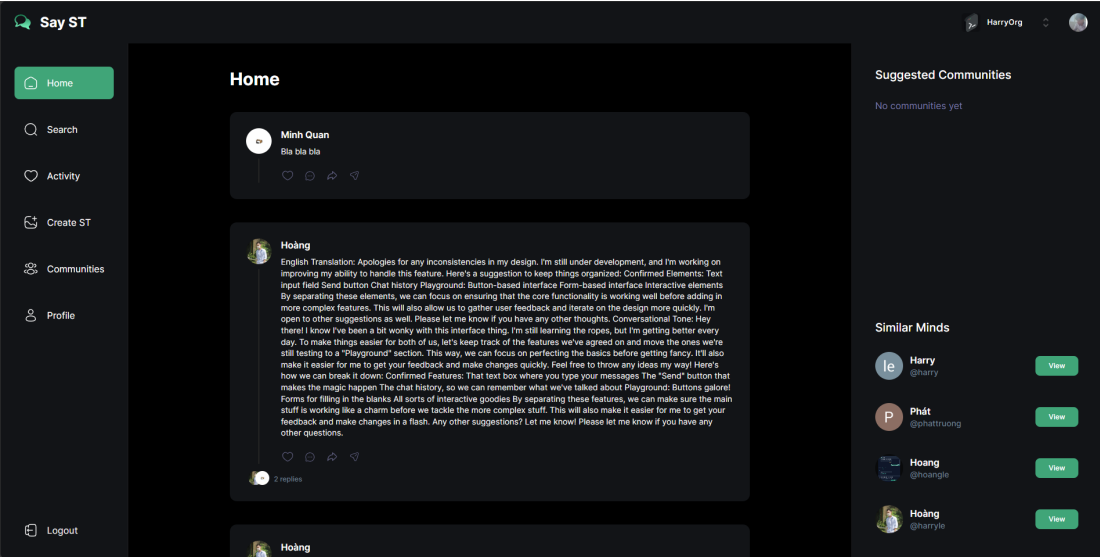 Say ST
HarryOrg
Home
Search
Activity
Create ST
Communities
Profile
Logout
Home
Minh Quan
Bla bla bla
Hoàng
English Translation: Apologies for any inconsistencies in my design. I'm still under development, and I'm working on
improving my ability to handle this feature. Here's a suggestion to keep things organized: Confirmed Elements: Text
input field Send button Chat history Playground: Button-based interface Form-based interface Interactive elements
By separating these elements, we can focus on ensuring that the core functionality is working well before adding in
more complex features. This will also allow us to gather user feedback and iterate on the design more quickly. I'm
open to other suggestions as well. Please let me know if you have any other thoughts. Conversational Tone: Hey
there! I know I've been a bit wonky with this interface thing. I'm still learning the ropes, but I'm getting better every
day. To make things easier for both of us, let's keep track of the features we've agreed on and move the ones we're
still testing to a "Playground" section. This way, we can focus on perfecting the basics before getting fancy. It'll also
make it easier for me to get your feedback and make changes quickly. Feel free to throw any ideas my way! Here's
how we can break it down: Confirmed Features: That text box where you type your messages The "Send" button that
makes the magic happen The chat history, so we can remember what we've talked about Playground: Buttons galore!
Forms for filling in the blanks All sorts of interactive goodies By separating these features, we can make sure the main
stuff is working like a charm before we tackle the more complex stuff. This will also make it easier for me to get your
feedback and make changes in a flash. Any other suggestions? Let me know! Please let me know if you have any
other questions.
2 replies
Hoàng
Suggested Communities
No communities yet
Similar Minds
le
Harry
@harry
View
P
Phát
@phattruong
View
Hoang
@hoangle
View
Hoàng
@harryle
View